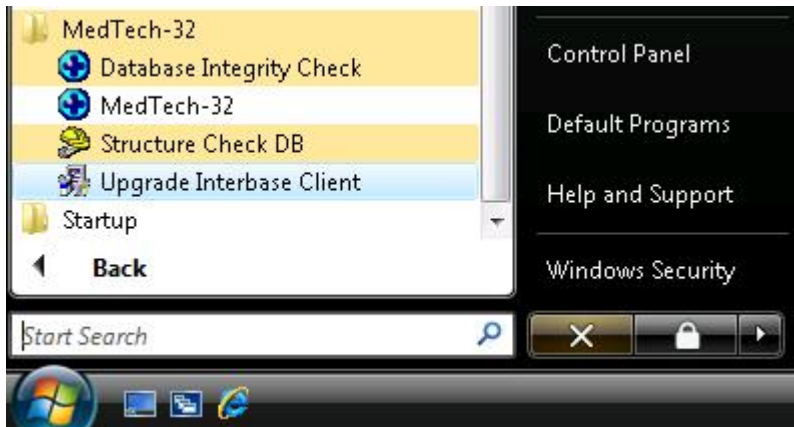 MedTech-32
Database Integrity Check
MedTech-32
Structure Check DB
Upgrade Interbase Client
Startup
Back
Start Search
Control Panel
Default Programs
Help and Support
Windows Security